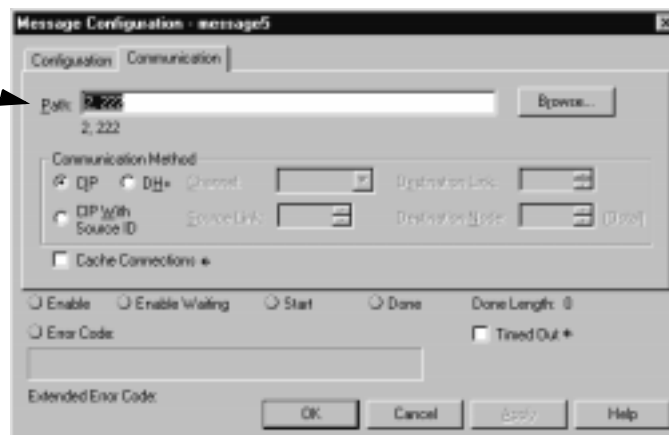 Message Configuration - message5
Configuration Communication
Path: 2, 222 Browse...
2, 222
Communication Method
CIP DH+ Channel: Destination Link:
CIP With Source ID Source Link: Destination Node: (Octal)
Cache Connections
Enable Enable Waiting Start Done Done Length: 0
Error Code: Timed Out
Extended Error Code:
OK Cancel Apply Help